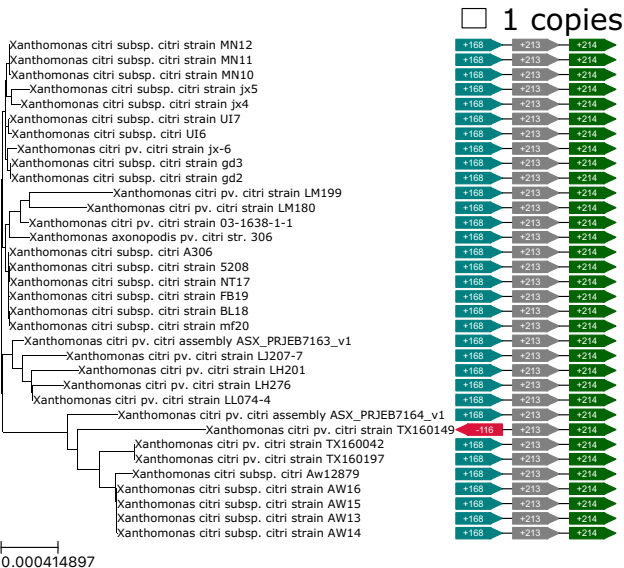 1 copies
Xanthomonas citri subsp. citri strain MN12 +168 +213 +214
Xanthomonas citri subsp. citri strain MN11 +168 +213 +214
Xanthomonas citri subsp. citri strain MN10 +168 +213 +214
Xanthomonas citri subsp. citri strain jx5 +168 +213 +214
Xanthomonas citri subsp. citri strain jx4 +168 +213 +214
Xanthomonas citri subsp. citri strain UI7 +168 +213 +214
Xanthomonas citri subsp. citri UI6 +168 +213 +214
Xanthomonas citri pv. citri strain jx-6 +168 +213 +214
Xanthomonas citri subsp. citri strain gd3 +168 +213 +214
Xanthomonas citri subsp. citri strain gd2 +168 +213 +214
Xanthomonas citri pv. citri strain LM199 +168 +213 +214
Xanthomonas citri pv. citri strain LM180 +168 +213 +214
Xanthomonas citri pv. citri strain 03-1638-1-1 +168 +213 +214
Xanthomonas axonopodis pv. citri str. 306 +168 +213 +214
Xanthomonas citri subsp. citri A306 +168 +213 +214
Xanthomonas citri subsp. citri strain 5208 +168 +213 +214
Xanthomonas citri subsp. citri strain NT17 +168 +213 +214
Xanthomonas citri subsp. citri strain FB19 +168 +213 +214
Xanthomonas citri subsp. citri strain BL18 +168 +213 +214
Xanthomonas citri subsp. citri strain mf20 +168 +213 +214
Xanthomonas citri pv. citri assembly ASX_PRJEB7163_v1 +168 +213 +214
Xanthomonas citri pv. citri strain LJ207-7 +168 +213 +214
Xanthomonas citri pv. citri strain LH201 +168 +213 +214
Xanthomonas citri pv. citri strain LH276 +168 +213 +214
Xanthomonas citri pv. citri strain LL074-4 +168 +213 +214
Xanthomonas citri pv. citri assembly ASX_PRJEB7164_v1 +168 +213 +214
Xanthomonas citri pv. citri strain TX160149 -116 +213 +214
Xanthomonas citri pv. citri strain TX160042 +168 +213 +214
Xanthomonas citri pv. citri strain TX160197 +168 +213 +214
Xanthomonas citri subsp. citri Aw12879 +168 +213 +214
Xanthomonas citri subsp. citri strain AW16 +168 +213 +214
Xanthomonas citri subsp. citri strain AW15 +168 +213 +214
Xanthomonas citri subsp. citri strain AW13 +168 +213 +214
Xanthomonas citri subsp. citri strain AW14 +168 +213 +214
0.000414897